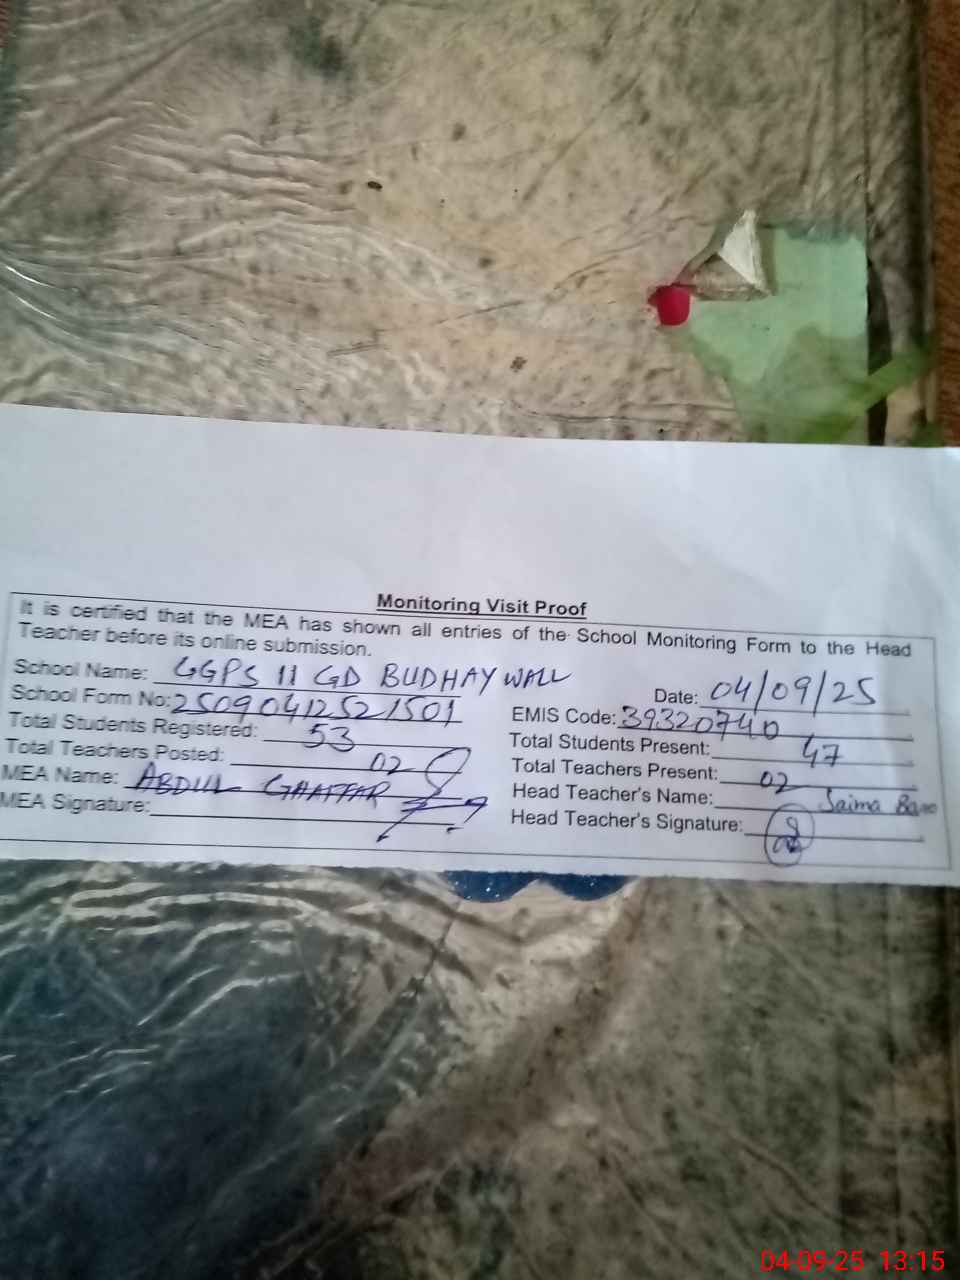 Monitoring Visit Proof
It is certified that the MEA has shown all entries of the School Monitoring Form to the Head
Teacher before its online submission.
School Name: GGPS 11 GD BUDHAY WALL
Date: 04/09/25
School Form No: 25090412521501
EMIS Code: 39320740
Total Students Registered: 53
Total Students Present: 47
Total Teachers Posted: 02
Total Teachers Present: 02
MEA Name: ABDUL GHAFFAR
Head Teacher's Name: Saima Bano
MEA Signature:
Head Teacher's Signature:
04-09-25 13:15